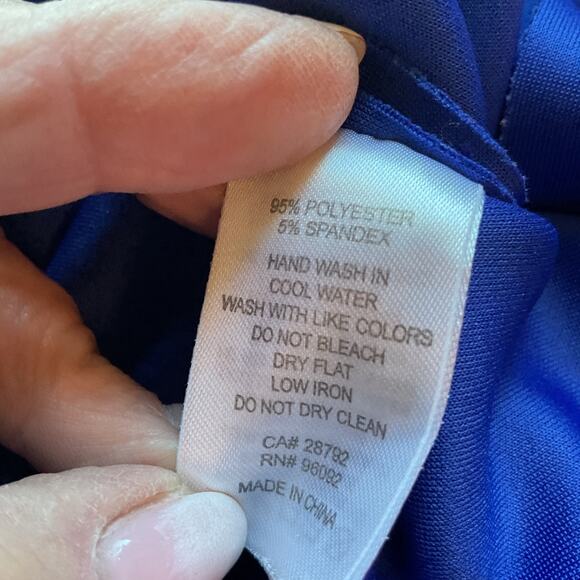 95% POLYESTER
5% SPANDEX
HAND WASH IN
COOL WATER
WASH WITH LIKE COLORS
DO NOT BLEACH
DRY FLAT
LOW IRON
DO NOT DRY CLEAN
CA# 28792
RN# 96092
MADE IN CHINA